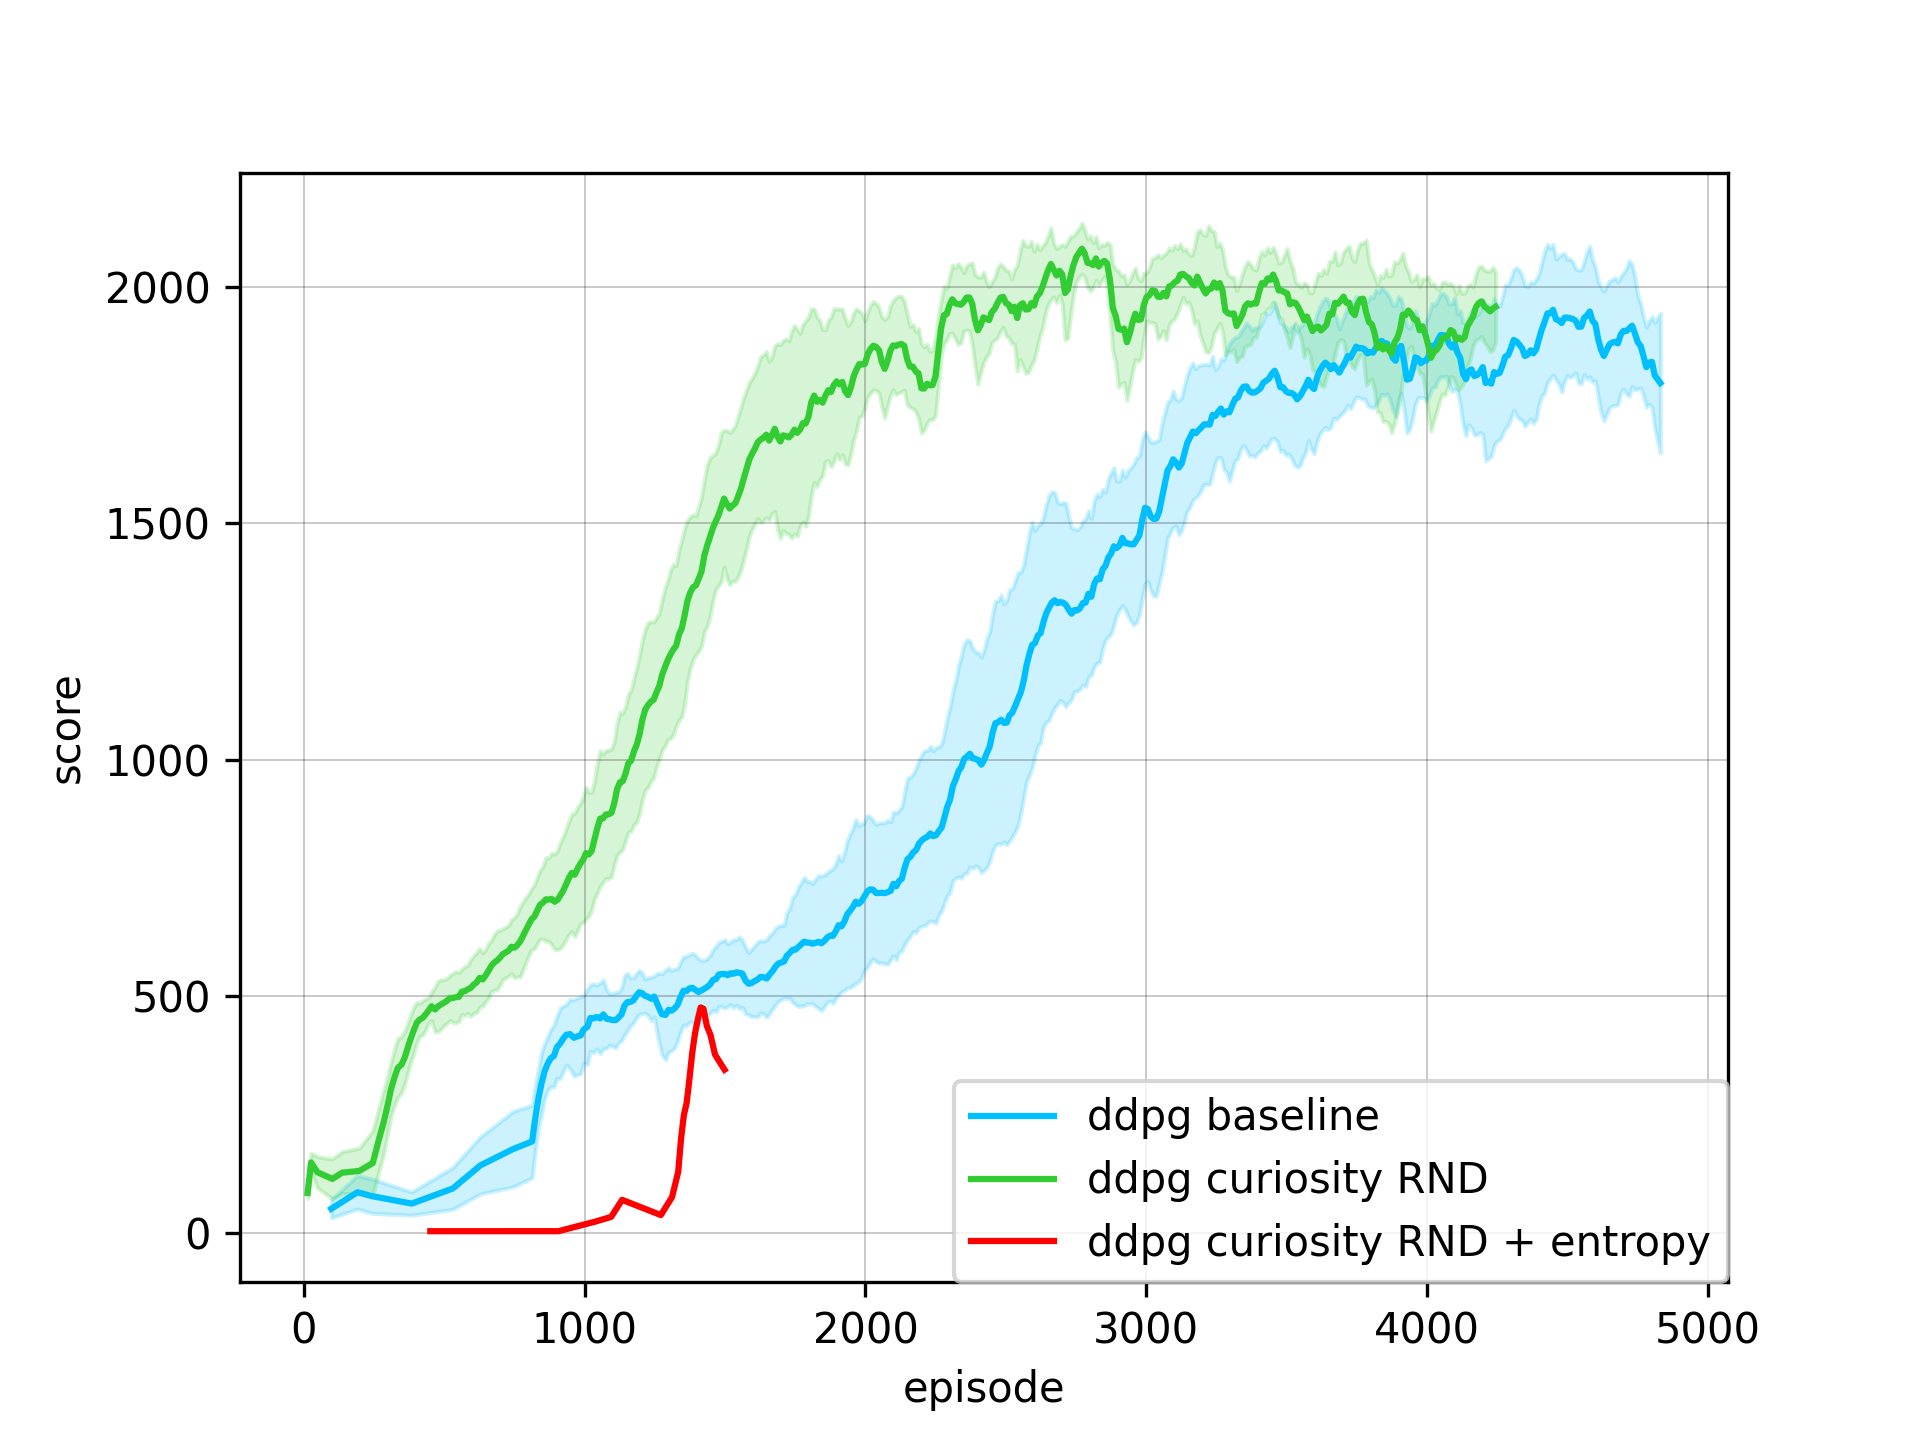 2000
1500
1000
500
0
score
0 1000 2000 3000 4000 5000
episode
ddpg baseline
ddpg curiosity RND
ddpg curiosity RND + entropy